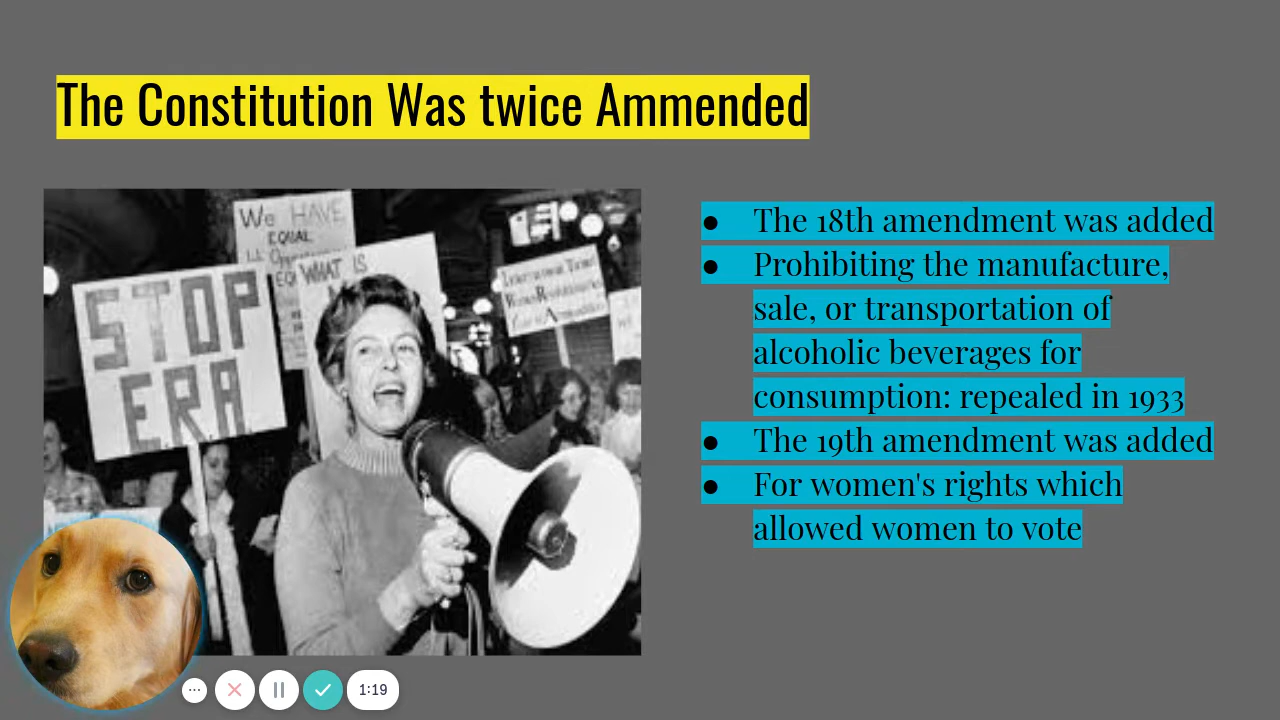 The Constitution Was twice Ammended
We HAVE
EQUAL
WHAT IS
STOP
ERA
● The 18th amendment was added
● Prohibiting the manufacture,
sale, or transportation of
alcoholic beverages for
consumption: repealed in 1933
● The 19th amendment was added
● For women's rights which
allowed women to vote
1:19